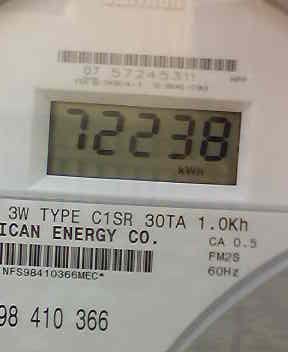 07 57245311
72238
kWh
3W TYPE C1SR 30TA 1.0Kh
ICAN ENERGY CO.
CA 0.5
FM2S
NFS98410366MEC*
60Hz
98 410 366